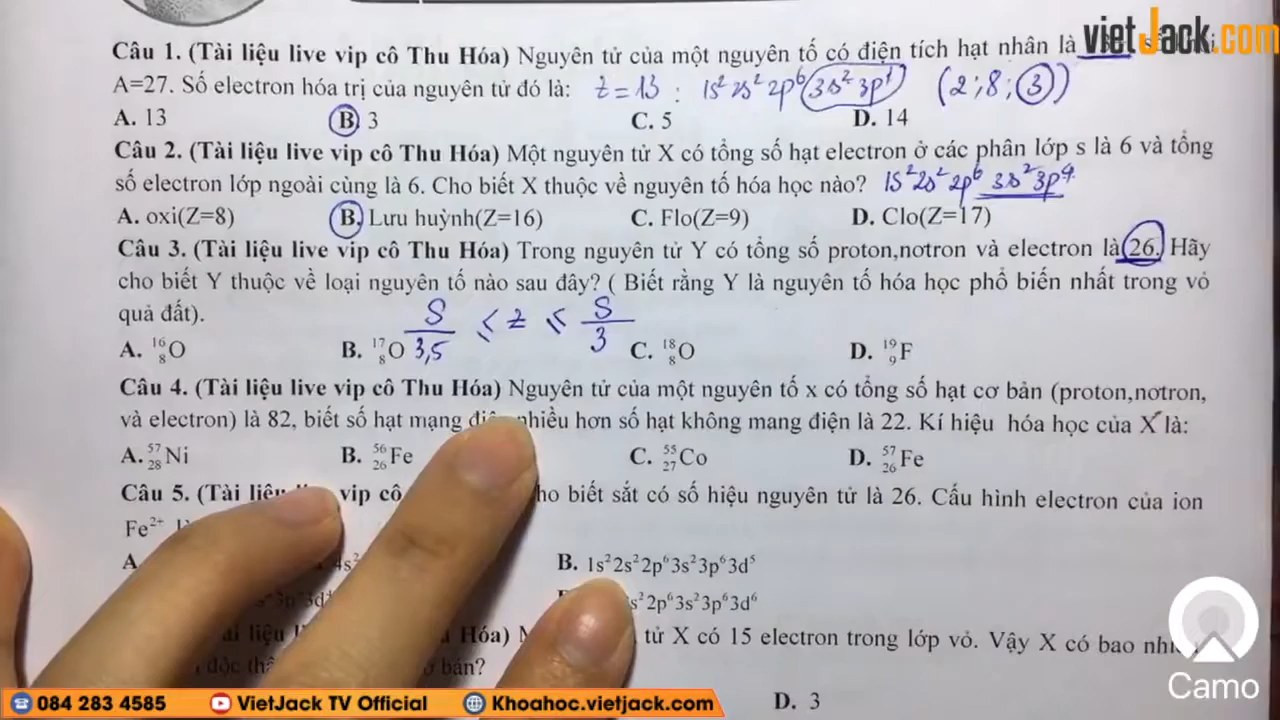 vietJack.com
Câu 1. (Tài liệu live vip cô Thu Hóa) Nguyên tử của một nguyên tố có điện tích hạt nhân là
A=27. Số electron hóa trị của nguyên tử đó là: Z = 13 : 1s² 2s² 2p⁶ 3s² 3p¹ (2;8;3)
A. 13 B. 3 C. 5 D. 14
Câu 2. (Tài liệu live vip cô Thu Hóa) Một nguyên tử X có tổng số hạt electron ở các phân lớp s là 6 và tổng
số electron lớp ngoài cùng là 6. Cho biết X thuộc về nguyên tố hóa học nào? 1s² 2s² 2p⁶ 3s² 3p⁴
A. oxi(Z=8) B. Lưu huỳnh(Z=16) C. Flo(Z=9) D. Clo(Z=17)
Câu 3. (Tài liệu live vip cô Thu Hóa) Trong nguyên tử Y có tổng số proton,nơtron và electron là 26. Hãy
cho biết Y thuộc về loại nguyên tố nào sau đây? ( Biết rằng Y là nguyên tố hóa học phổ biến nhất trong vỏ
quả đất).
S/3,5 ≤ Z ≤ S/3
A. ¹⁶₈O B. ¹⁷₈O C. ¹⁸₈O D. ¹⁹₉F
Câu 4. (Tài liệu live vip cô Thu Hóa) Nguyên tử của một nguyên tố x có tổng số hạt cơ bản (proton,nơtron,
và electron) là 82, biết số hạt mạng nhiều hơn số hạt không mang điện là 22. Kí hiệu hóa học của X là:
A. ⁵⁷₂₈Ni B. ⁵⁶₂₆Fe C. ⁵⁵₂₇Co D. ⁵⁷₂₆Fe
Câu 5. (Tài vip cô ho biết sắt có số hiệu nguyên tử là 26. Cấu hình electron của ion
Fe²⁺
A 4s² B. 1s²2s²2p⁶3s²3p⁶3d⁵
s²2p⁶3s²3p⁶3d⁶
Hóa) tử X có 15 electron trong lớp vỏ. Vậy X có bao
bản?
D. 3
084 283 4585 VietJack TV Official Khoahoc.vietjack.com
Camo